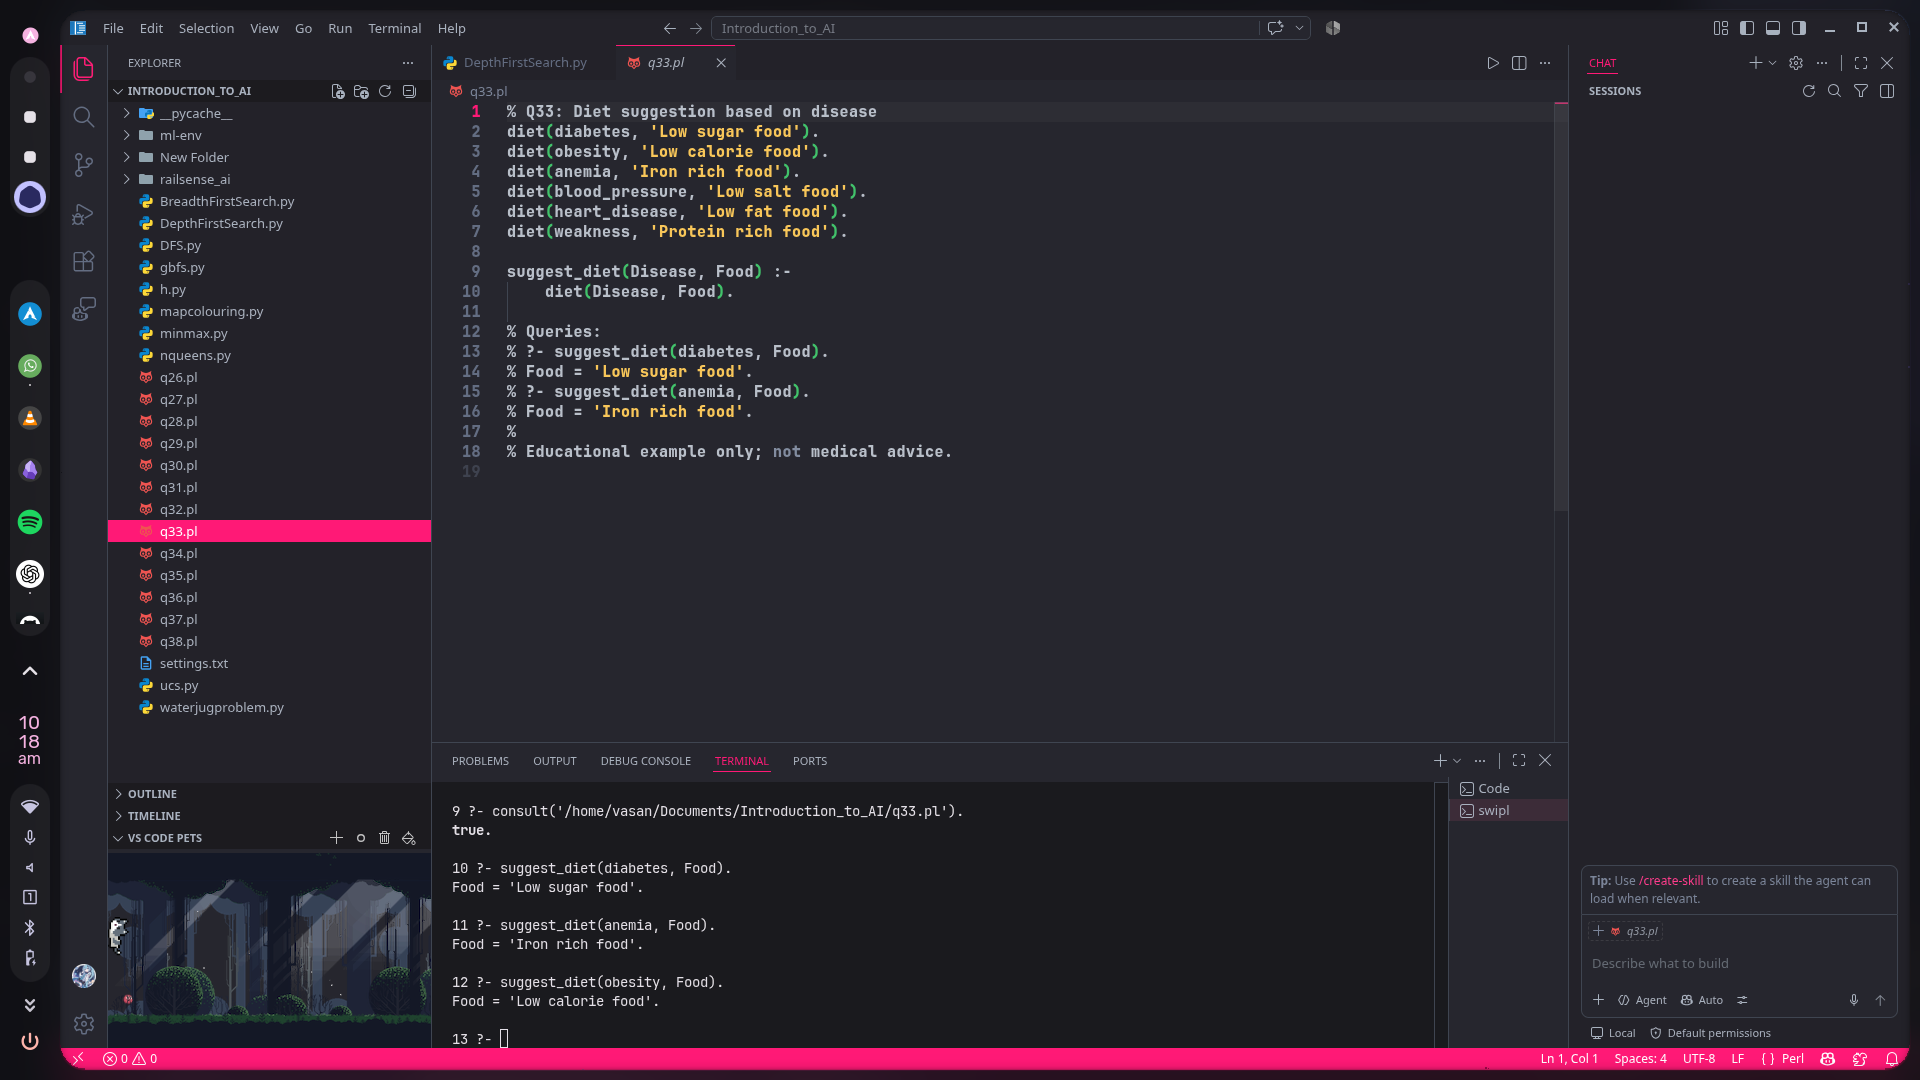 File Edit Selection View Go Run Terminal Help
Introduction_to_AI
EXPLORER
INTRODUCTION_TO_AI
__pycache__
ml-env
New Folder
railsense_ai
BreadthFirstSearch.py
DepthFirstSearch.py
DFS.py
gbfs.py
h.py
mapcolouring.py
minmax.py
nqueens.py
q26.pl
q27.pl
q28.pl
q29.pl
q30.pl
q31.pl
q32.pl
q33.pl
q34.pl
q35.pl
q36.pl
q37.pl
q38.pl
settings.txt
ucs.py
waterjugproblem.py
OUTLINE
TIMELINE
VS CODE PETS
10
18
am
DepthFirstSearch.py
q33.pl
q33.pl
1 % Q33: Diet suggestion based on disease
2 diet(diabetes, 'Low sugar food').
3 diet(obesity, 'Low calorie food').
4 diet(anemia, 'Iron rich food').
5 diet(blood_pressure, 'Low salt food').
6 diet(heart_disease, 'Low fat food').
7 diet(weakness, 'Protein rich food').
8
9 suggest_diet(Disease, Food) :-
10 diet(Disease, Food).
11
12 % Queries:
13 % ?- suggest_diet(diabetes, Food).
14 % Food = 'Low sugar food'.
15 % ?- suggest_diet(anemia, Food).
16 % Food = 'Iron rich food'.
17 %
18 % Educational example only; not medical advice.
19
PROBLEMS OUTPUT DEBUG CONSOLE TERMINAL PORTS
9 ?- consult('/home/vasan/Documents/Introduction_to_AI/q33.pl').
true.
10 ?- suggest_diet(diabetes, Food).
Food = 'Low sugar food'.
11 ?- suggest_diet(anemia, Food).
Food = 'Iron rich food'.
12 ?- suggest_diet(obesity, Food).
Food = 'Low calorie food'.
13 ?-
Code
swipl
CHAT
SESSIONS
Tip: Use /create-skill to create a skill the agent can
load when relevant.
q33.pl
Describe what to build
Agent Auto
Local Default permissions
0 0
Ln 1, Col 1 Spaces: 4 UTF-8 LF { } Perl